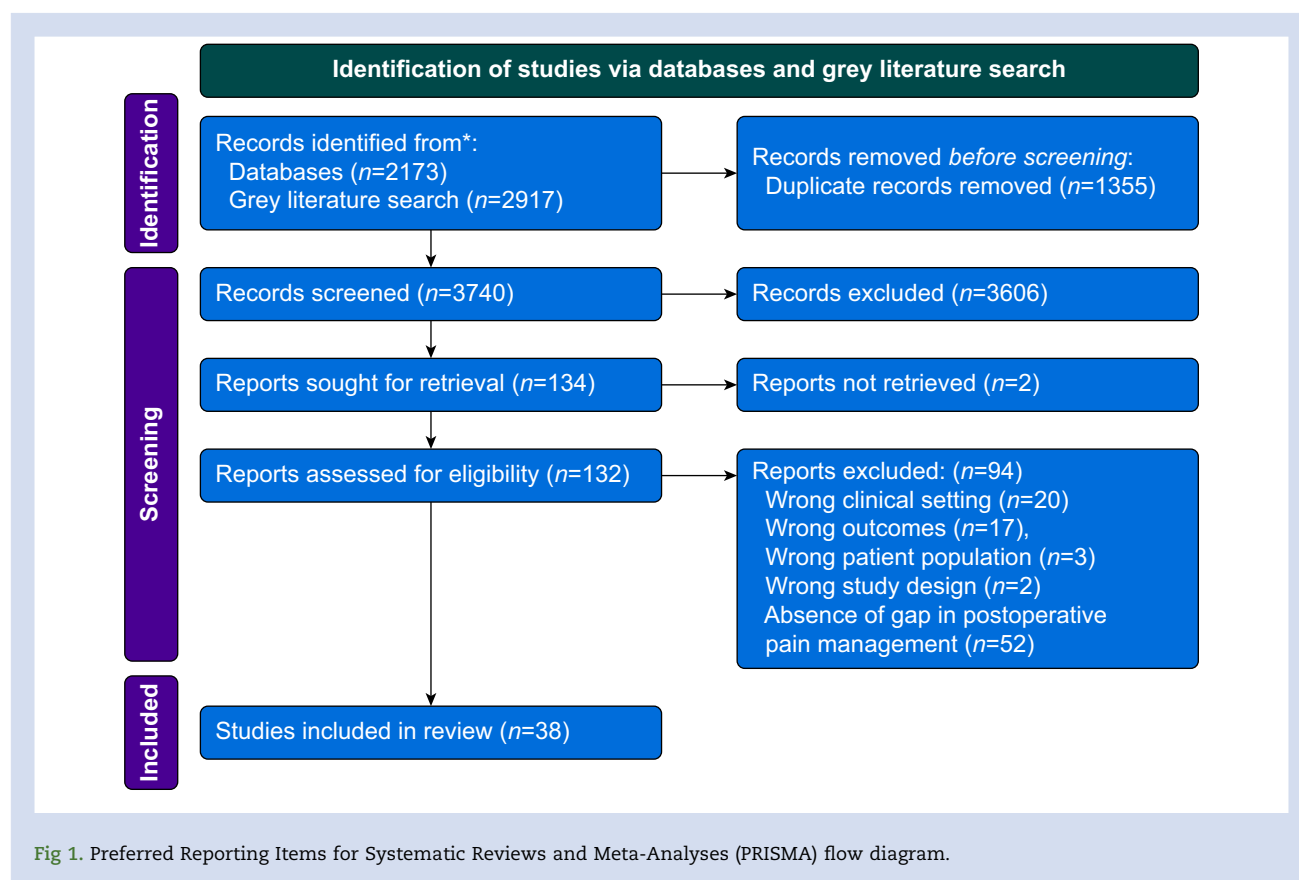 Identification of studies via databases and grey literature search
Identification
Records identified from*:
Databases (n=2173)
Grey literature search (n=2917)
Records removed before screening:
Duplicate records removed (n=1355)
Screening
Records screened (n=3740)
Records excluded (n=3606)
Reports sought for retrieval (n=134)
Reports not retrieved (n=2)
Reports assessed for eligibility (n=132)
Reports excluded: (n=94)
Wrong clinical setting (n=20)
Wrong outcomes (n=17),
Wrong patient population (n=3)
Wrong study design (n=2)
Absence of gap in postoperative
pain management (n=52)
Included
Studies included in review (n=38)
Fig 1. Preferred Reporting Items for Systematic Reviews and Meta-Analyses (PRISMA) flow diagram.